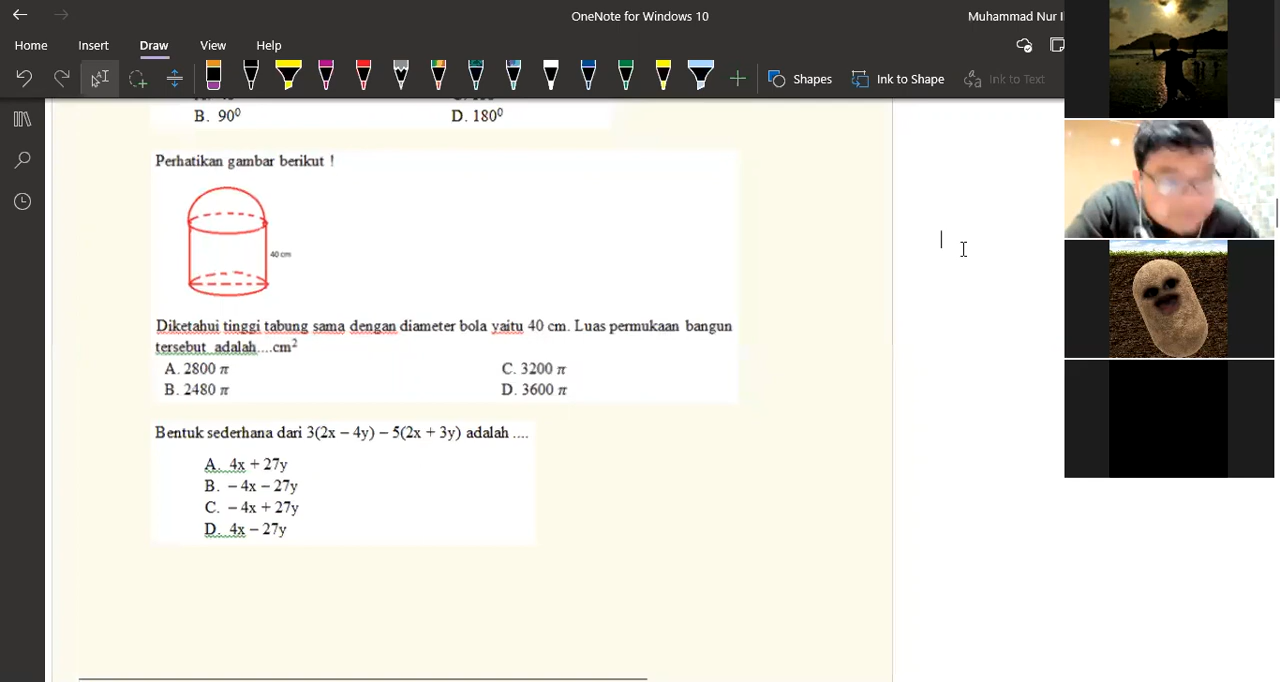 OneNote for Windows 10
Muhammad Nur
Home Insert Draw View Help
Shapes Ink to Shape Ink to Text
B. 90⁰ D. 180⁰
Perhatikan gambar berikut !
40 cm
Diketahui tinggi tabung sama dengan diameter bola yaitu 40 cm. Luas permukaan bangun
tersebut adalah....cm²
A. 2800 π C. 3200 π
B. 2480 π D. 3600 π
Bentuk sederhana dari 3(2x – 4y) – 5(2x + 3y) adalah ....
A. 4x + 27y
B. – 4x – 27y
C. – 4x + 27y
D. 4x – 27y